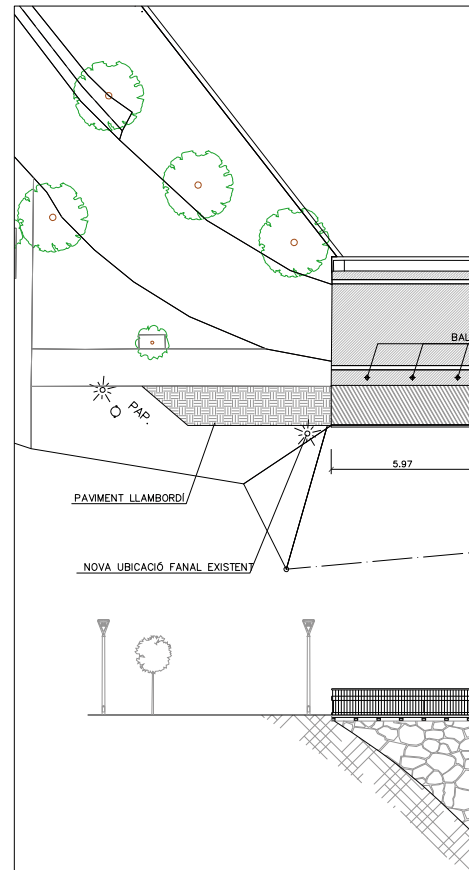 BAL
PAP.
5.97
PAVIMENT LLAMBORDÍ
NOVA UBICACIÓ FANAL EXISTENT